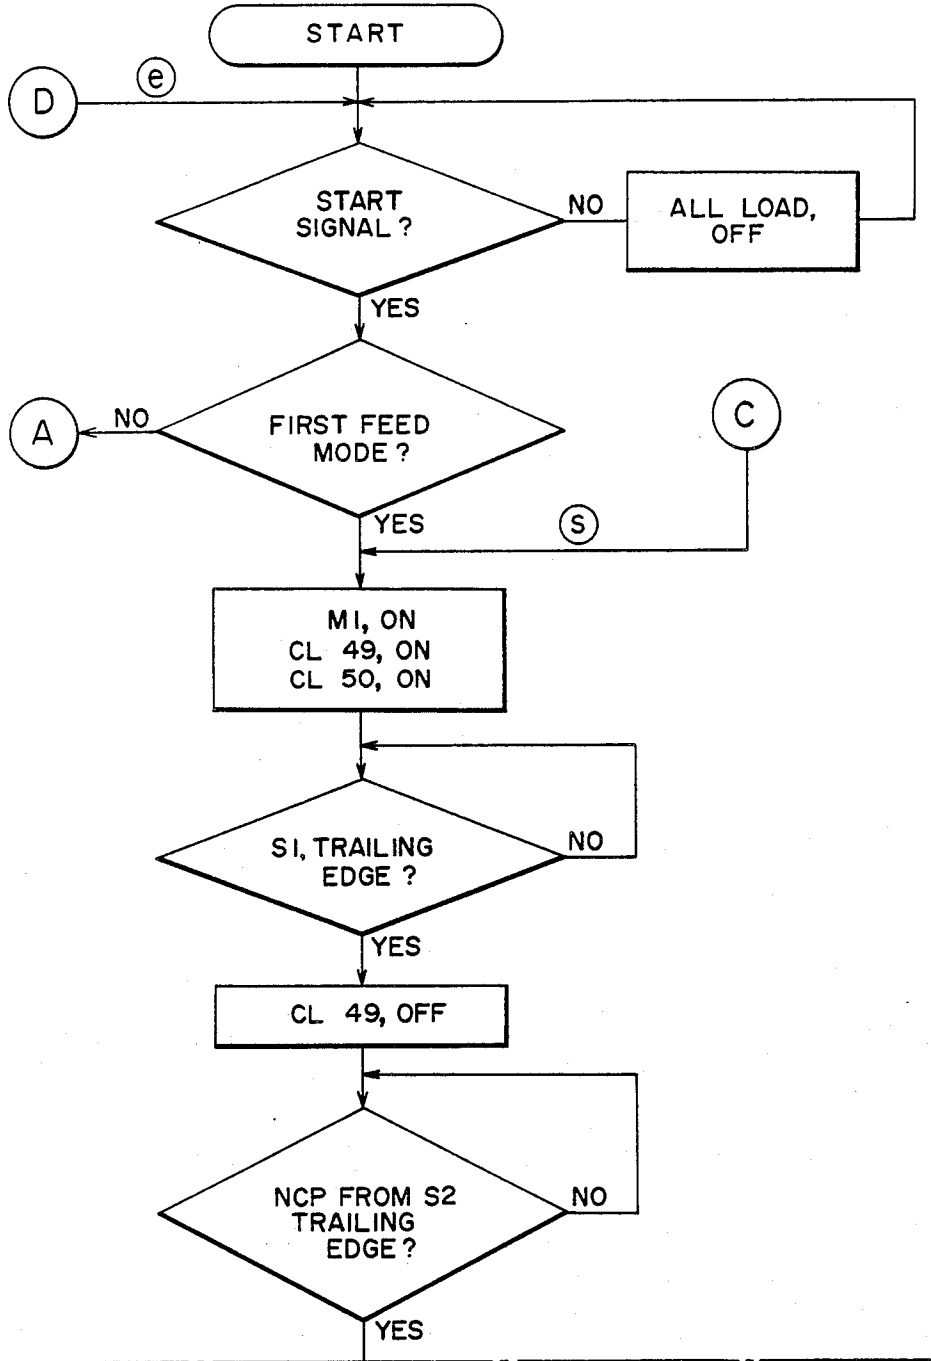 START
e
D
START
SIGNAL?
NO
ALL LOAD,
OFF
YES
FIRST FEED
MODE?
NO
A
C
YES
S
M1, ON
CL 49, ON
CL 50, ON
S1, TRAILING
EDGE?
NO
YES
CL 49, OFF
NCP FROM S2
TRAILING
EDGE?
NO
YES